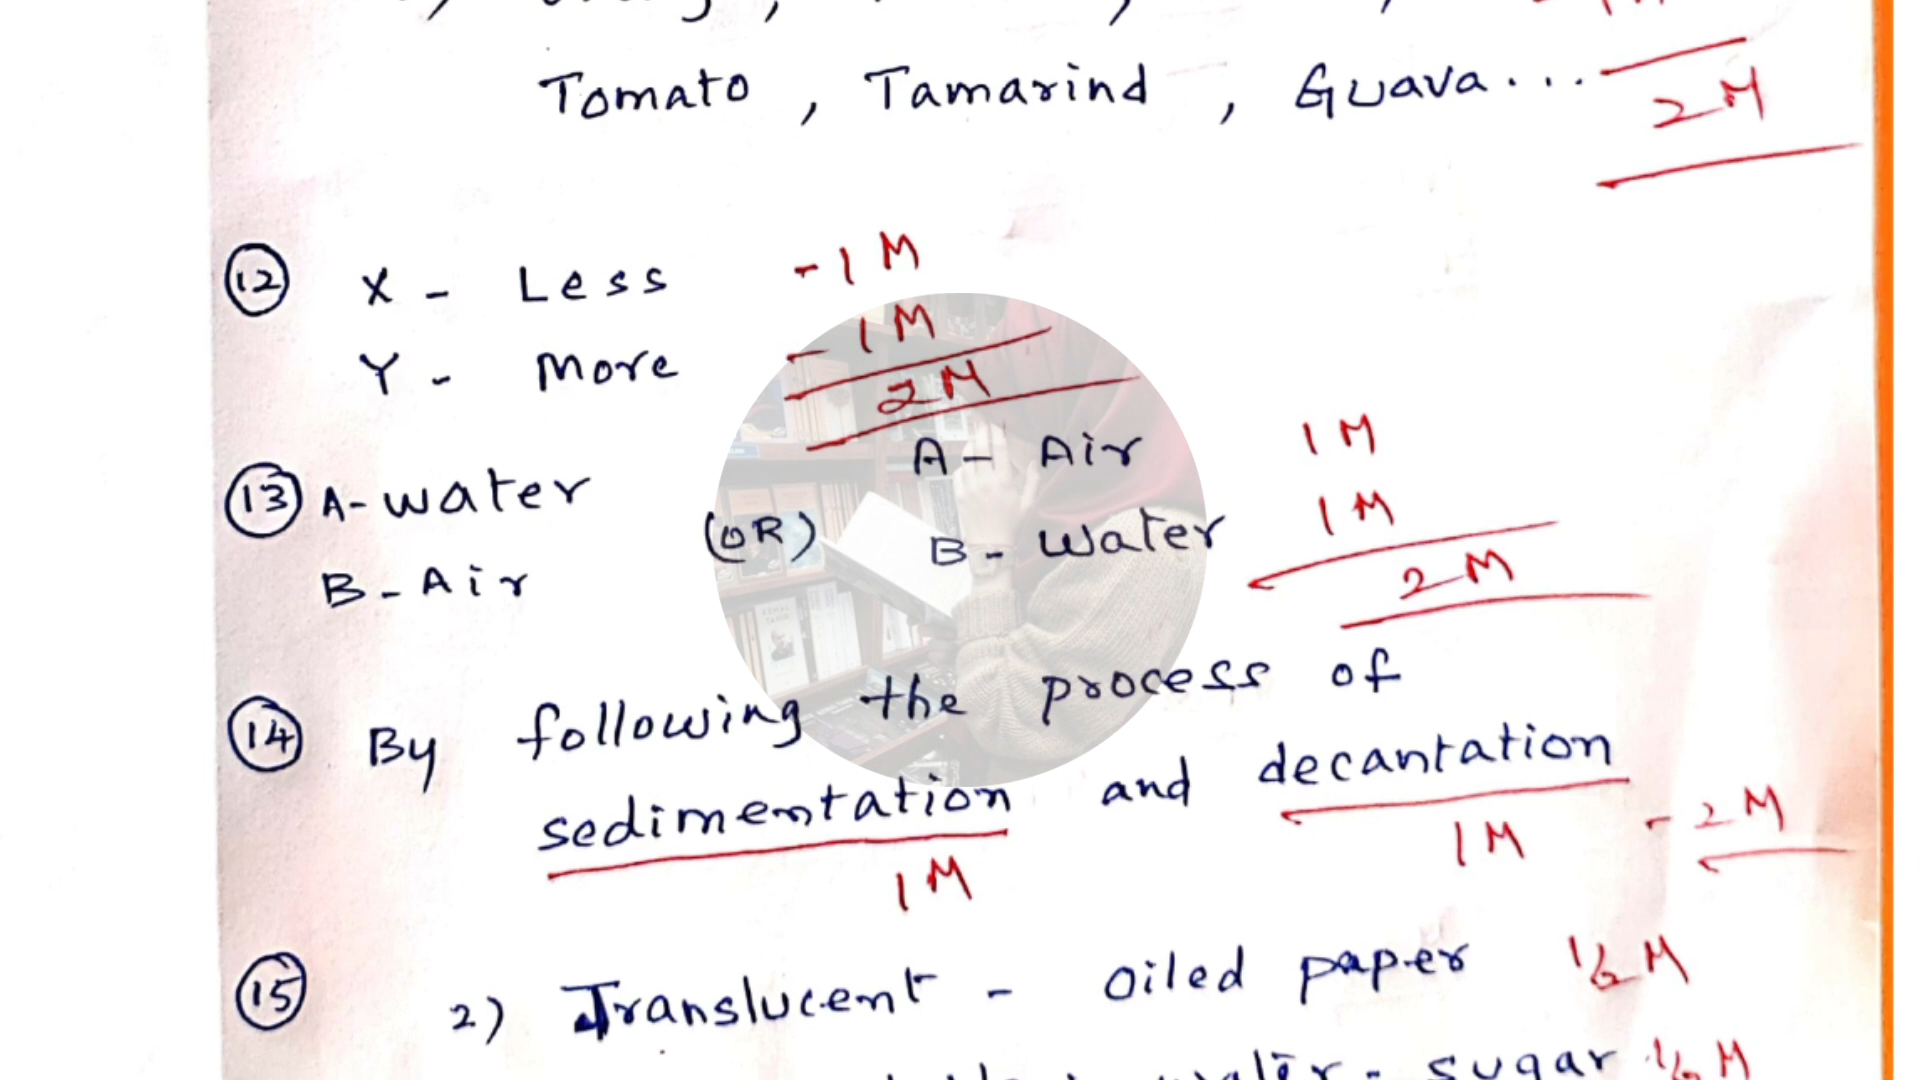 Tomato, Tamarind, Guava...
2M
12 X - Less - 1M
Y - More - 1M
2M
13 A - Water (OR) A - Air 1M
B - Air B - Water 1M
2M
14 By following the process of
sedimentation and decantation - 2M
1M 1M
15 2) Translucent - oiled paper 1/2 M
sugar 1/2 M